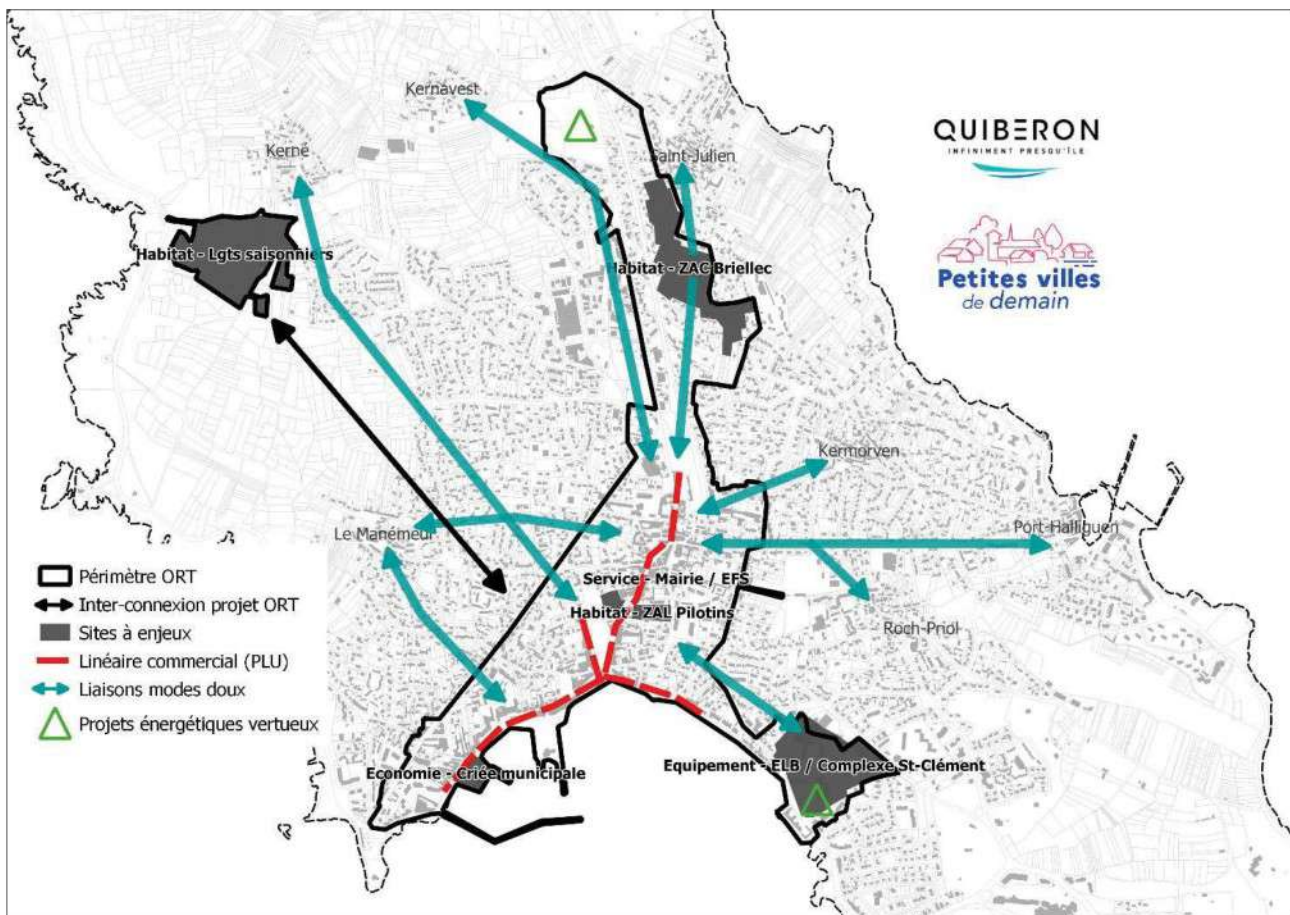 Kernavest
QUIBERON
INFINIMENT PRESQU'ÎLE
Kerné
Saint-Julien
Petites villes
de demain
Habitat - Lgts saisonniers
Habitat - ZAC Briellec
Kermorven
Port-Haliguen
Le Manémeur
Périmètre ORT
Service - Mairie / EFS
Inter-connexion projet ORT
Habitat - ZAL Pilotins
Sites à enjeux
Roch-Priol
Linéaire commercial (PLU)
Liaisons modes doux
Projets énergétiques vertueux
Economie - Criée municipale
Equipement - ELB / Complexe St-Clément